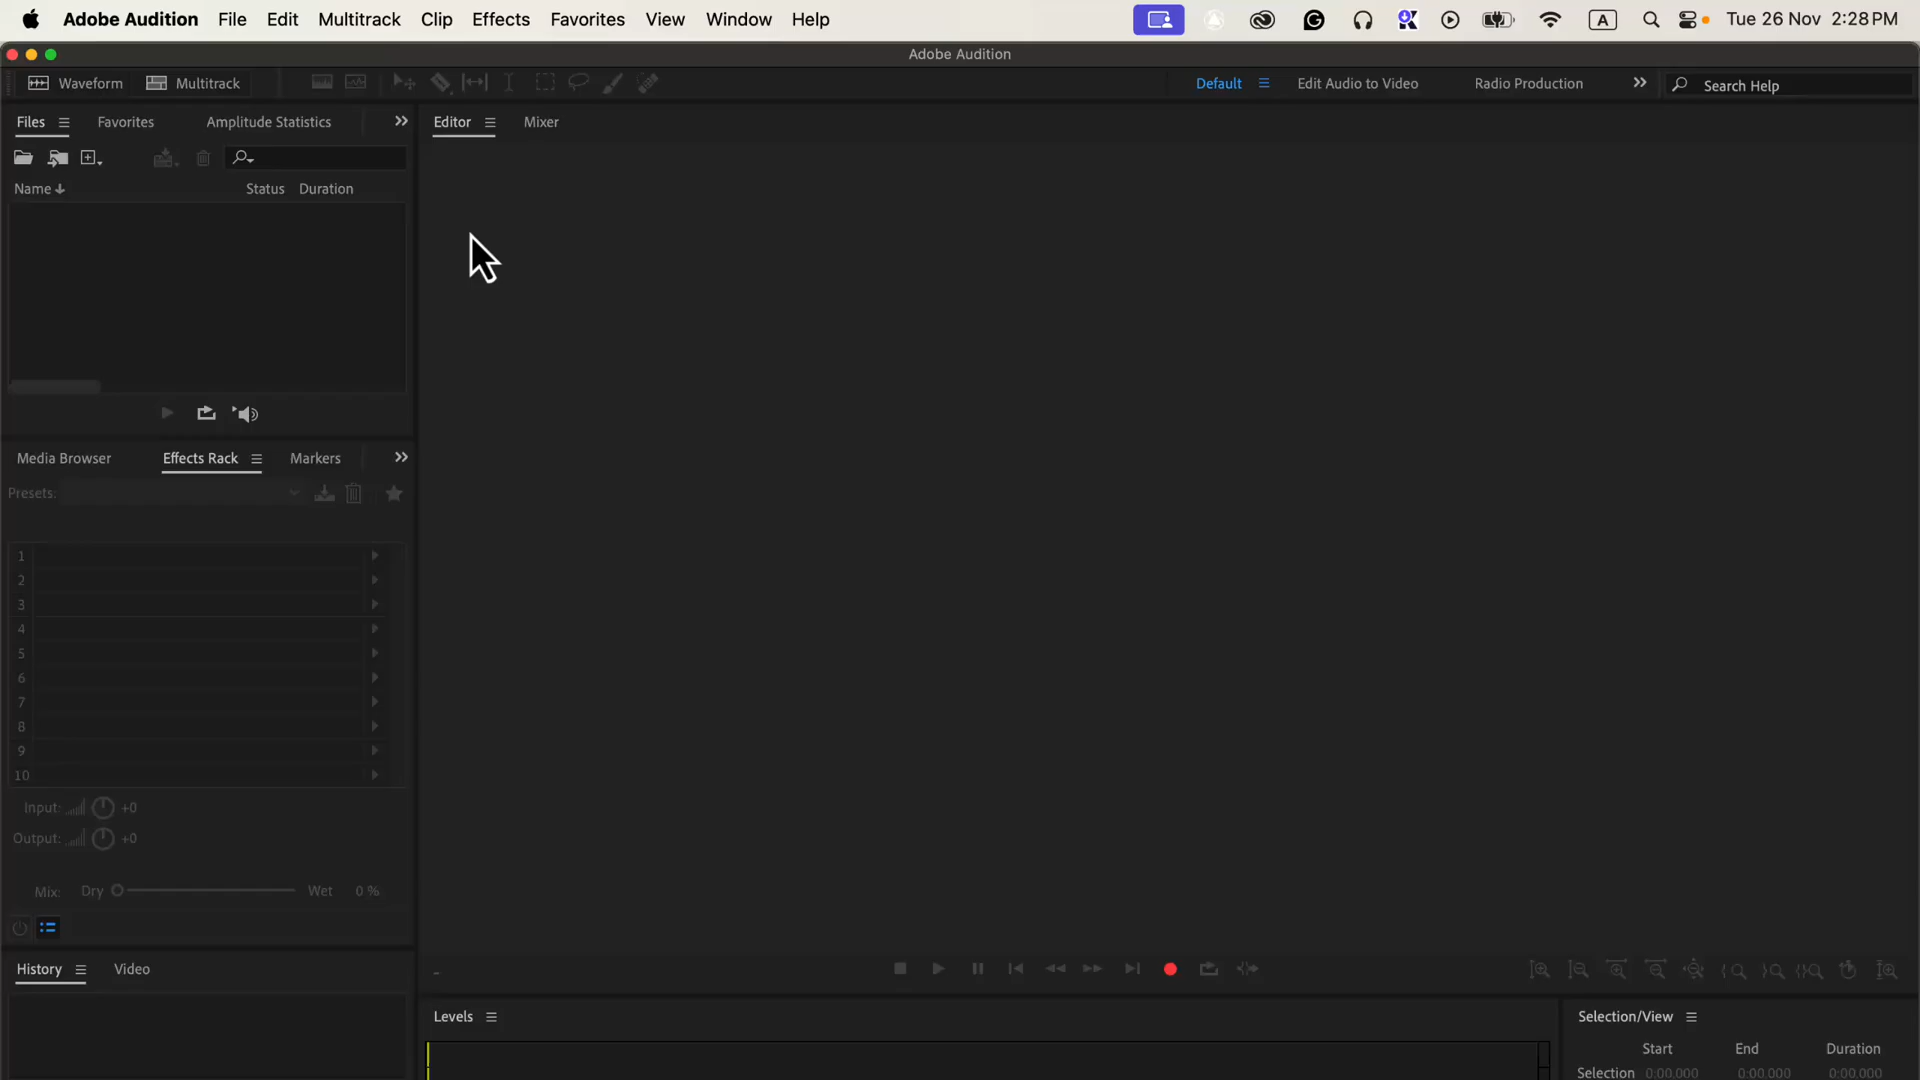 Adobe Audition File Edit Multitrack Clip Effects Favorites View Window Help A Tue 26 Nov 2:28 PM
Adobe Audition
Waveform Multitrack Default Edit Audio to Video Radio Production Search Help
Files Favorites Amplitude Statistics Editor Mixer
Name Status Duration
Media Browser Effects Rack Markers
Presets:
1
2
3
4
5
6
7
8
9
10
Input: +0
Output: +0
Mix: Dry Wet 0 %
History Video
Levels Selection/View
Start End Duration
Selection 0:00.000 0:00.000 0:00.000